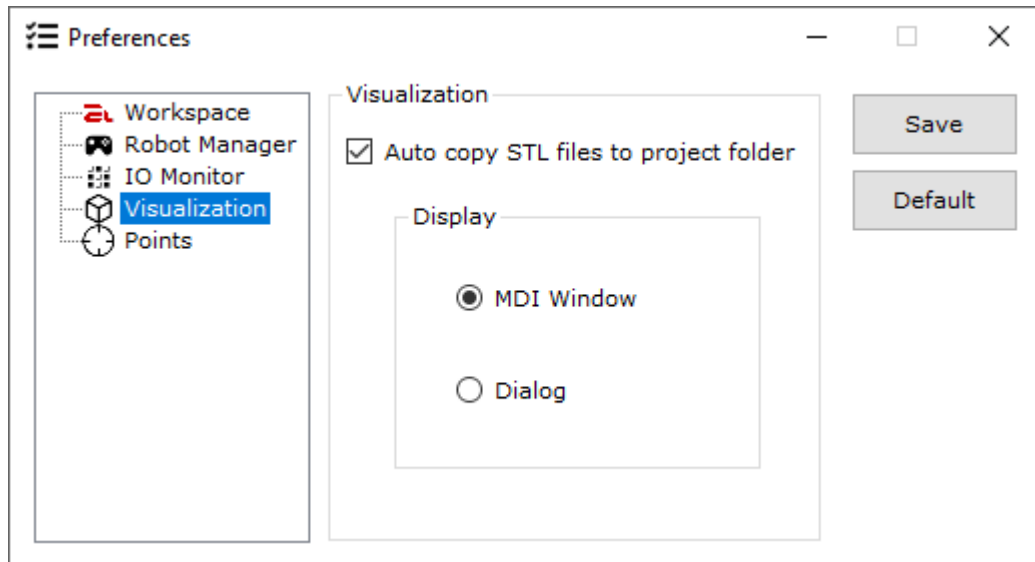 Preferences
Workspace
Robot Manager
IO Monitor
Visualization
Points
Visualization
Auto copy STL files to project folder
Display
MDI Window
Dialog
Save
Default